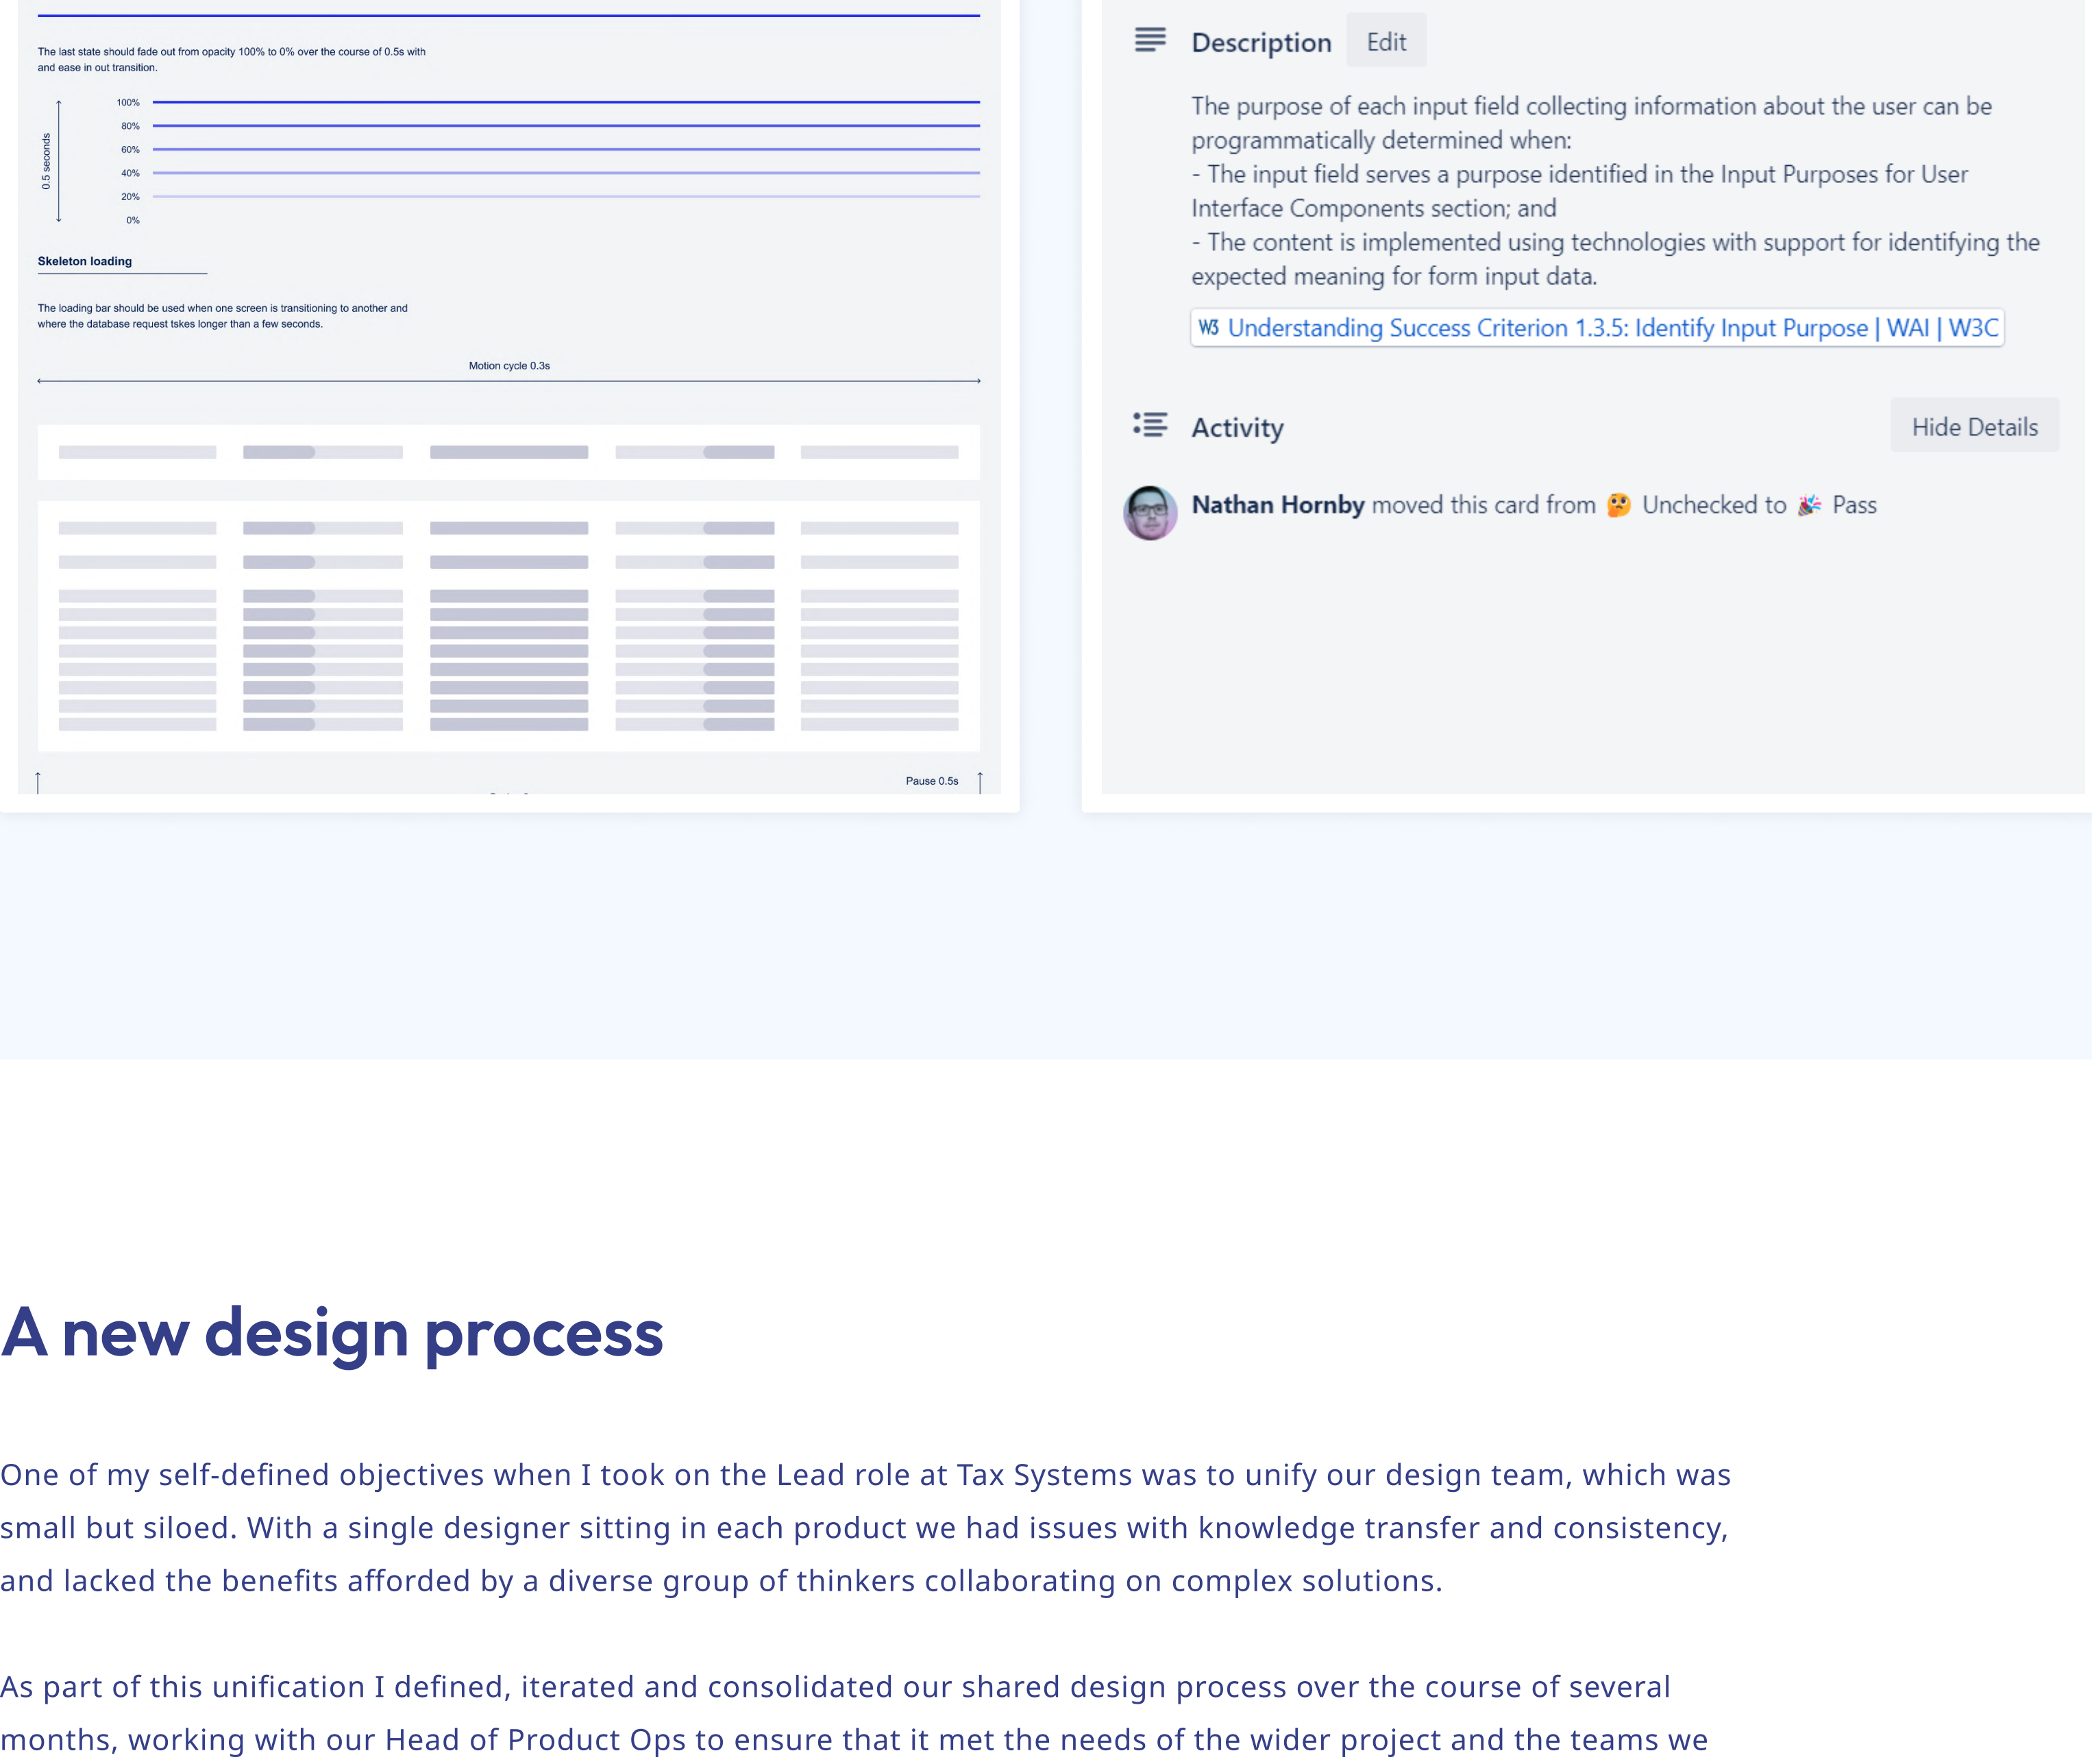 The last state should fade out from opacity 100% to 0% over the course of 0.5s with
and ease in out transition.
0.5 seconds
100%
80%
60%
40%
20%
0%
Skeleton loading
The loading bar should be used when one screen is transitioning to another and
where the database request tskes longer than a few seconds.
Motion cycle 0.3s
Pause 0.5s
Description
Edit
The purpose of each input field collecting information about the user can be
programmatically determined when:
- The input field serves a purpose identified in the Input Purposes for User
Interface Components section; and
- The content is implemented using technologies with support for identifying the
expected meaning for form input data.
W3 Understanding Success Criterion 1.3.5: Identify Input Purpose | WAI | W3C
Activity
Hide Details
Nathan Hornby moved this card from 🤔 Unchecked to 🎉 Pass
A new design process
One of my self-defined objectives when I took on the Lead role at Tax Systems was to unify our design team, which was
small but siloed. With a single designer sitting in each product we had issues with knowledge transfer and consistency,
and lacked the benefits afforded by a diverse group of thinkers collaborating on complex solutions.
As part of this unification I defined, iterated and consolidated our shared design process over the course of several
months, working with our Head of Product Ops to ensure that it met the needs of the wider project and the teams we